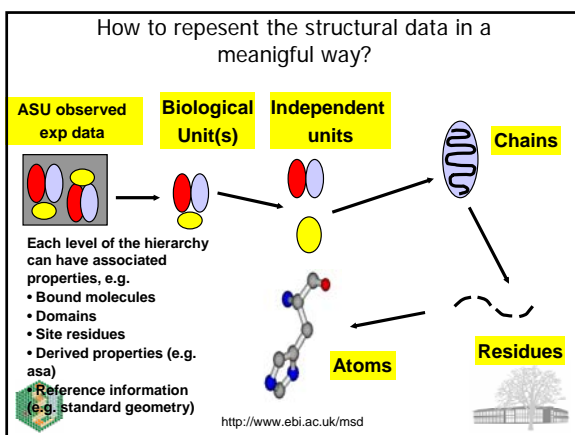 How to repesent the structural data in a
meanigful way?
ASU observed
exp data
Biological
Unit(s)
Independent
units
Chains
Each level of the hierarchy
can have associated
properties, e.g.
• Bound molecules
• Domains
• Site residues
• Derived properties (e.g.
asa)
• Reference information
(e.g. standard geometry)
Atoms
Residues
http://www.ebi.ac.uk/msd